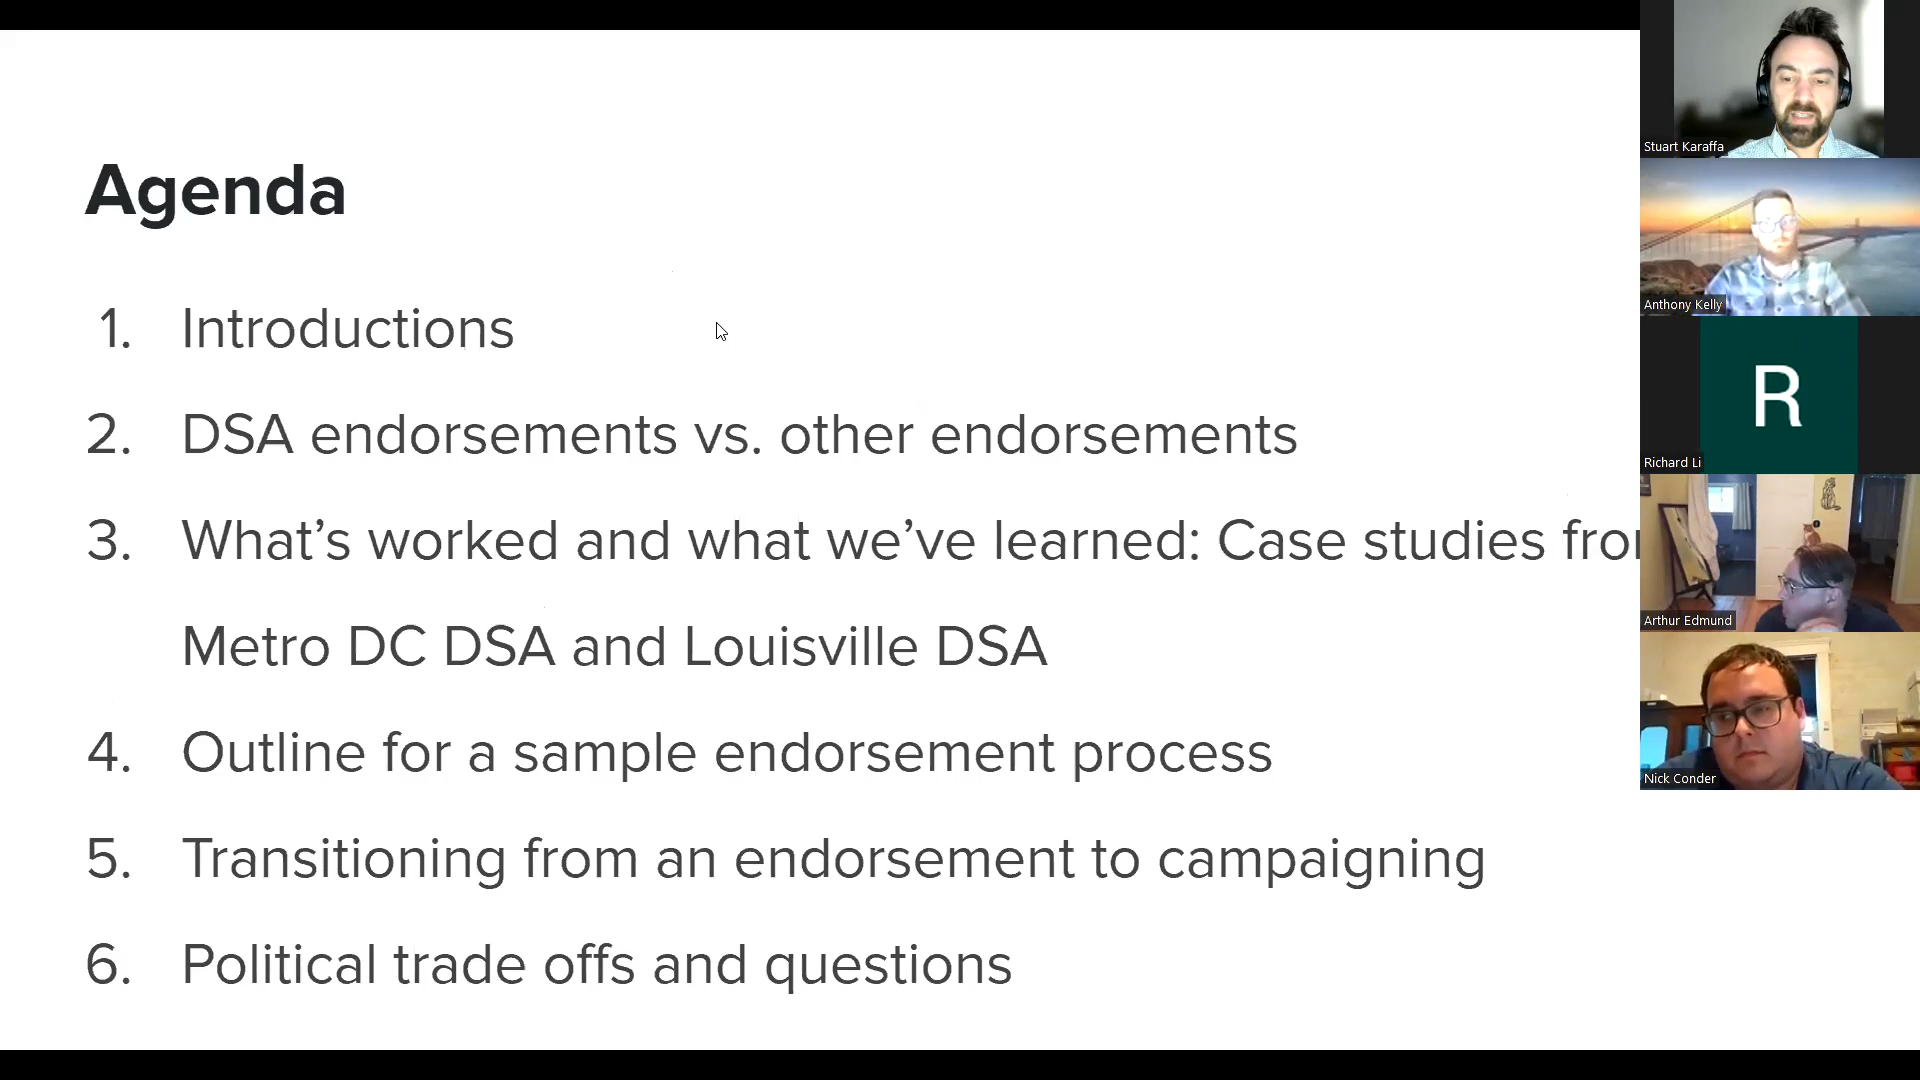 Agenda
1. Introductions
2. DSA endorsements vs. other endorsements
3. What’s worked and what we’ve learned: Case studies
Metro DC DSA and Louisville DSA
4. Outline for a sample endorsement process
5. Transitioning from an endorsement to campaigning
6. Political trade offs and questions
Stuart Karaffa
Anthony Kelly
R
Richard Li
Arthur Edmund
Nick Conder